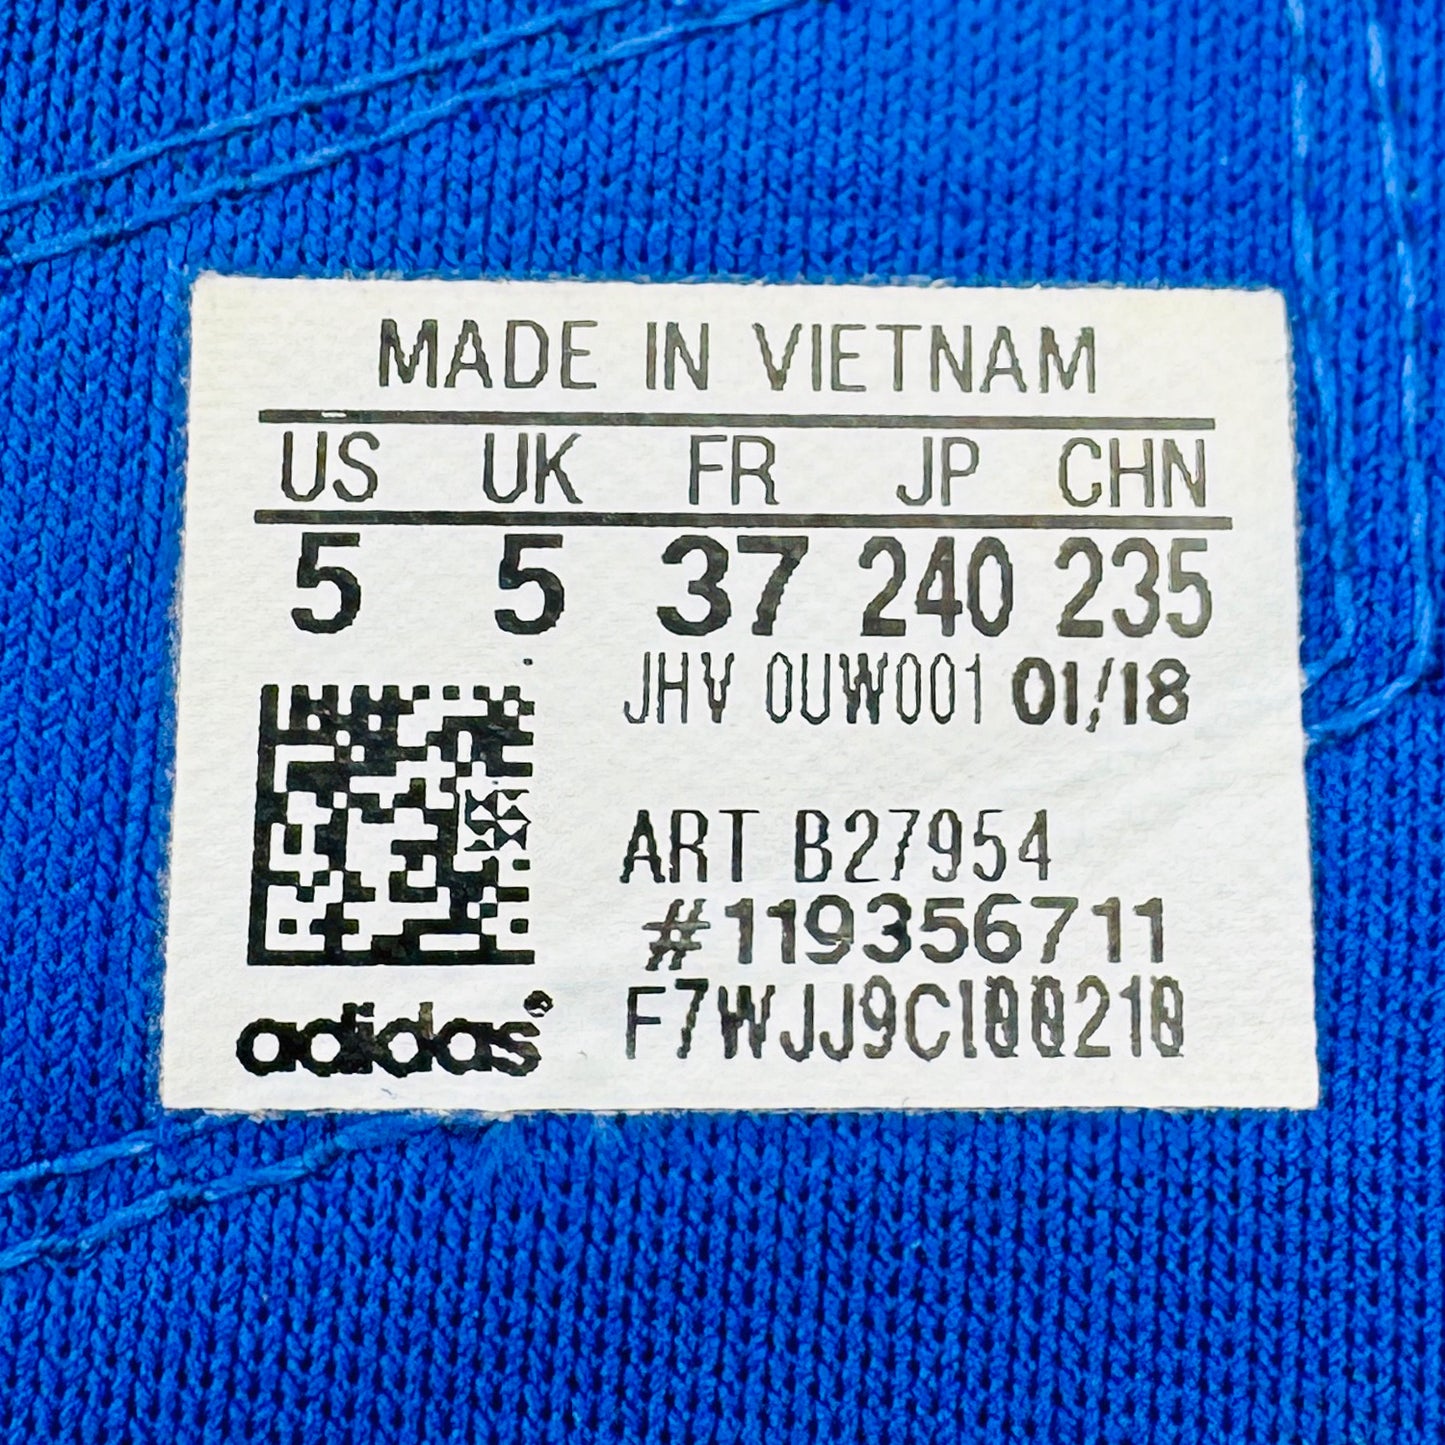 MADE IN VIETNAM
US UK FR JP CHN
5 5 37 240 235
JHV 0UW001 01/18
ART B27954
#119356711
F7WJJ9CI00210
adidas®